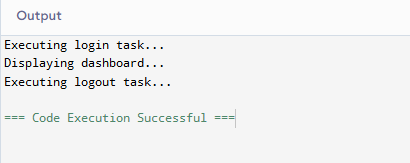 Output
Executing login task...
Displaying dashboard...
Executing logout task...
=== Code Execution Successful ===